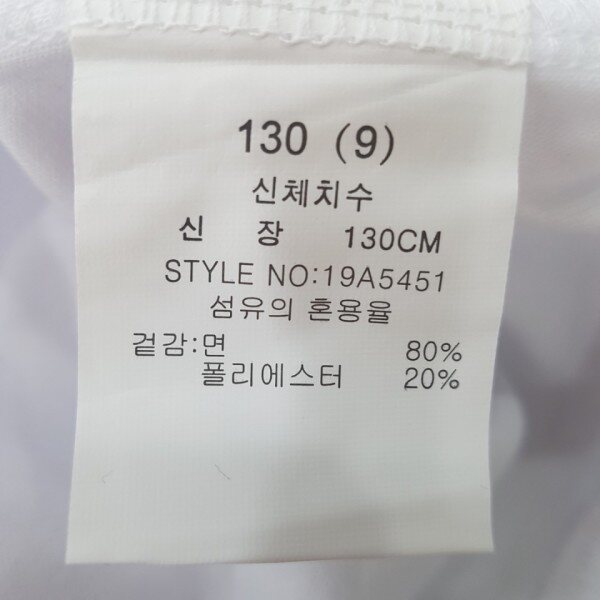 130 (9)
신체치수
신 장 130CM
STYLE NO:19A5451
섬유의 혼용율
겉감:면 80%
폴리에스터 20%